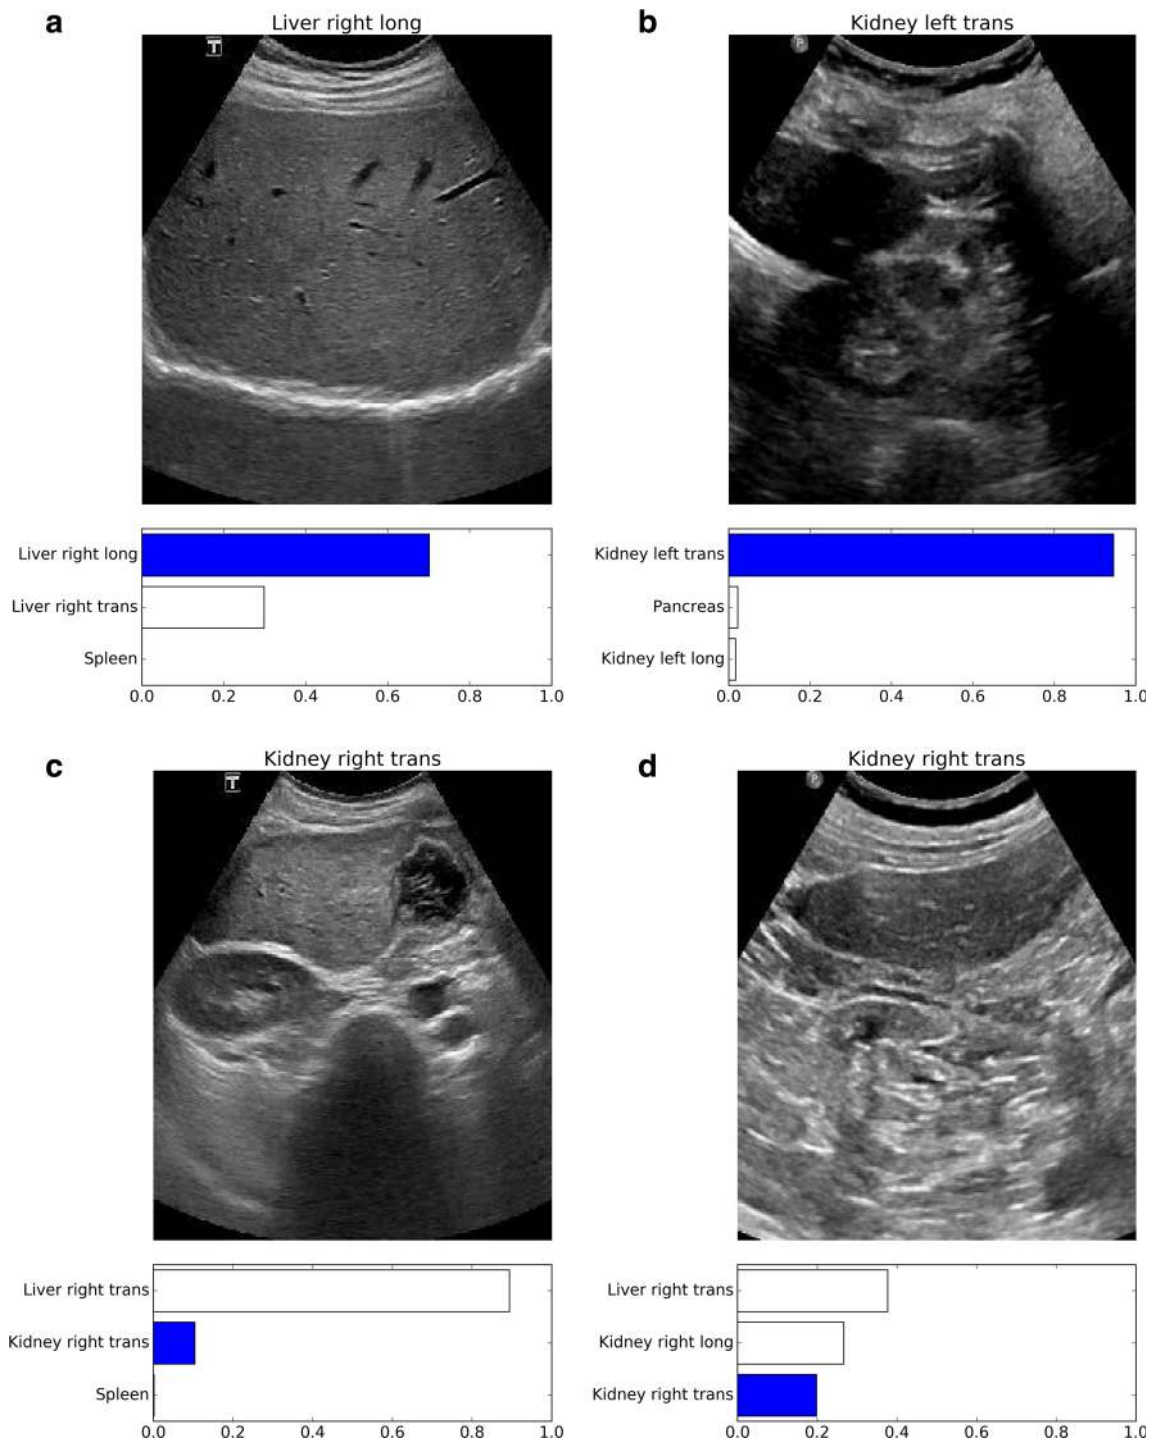 a
Liver right long
T
Liver right long
Liver right trans
Spleen
0.0 0.2 0.4 0.6 0.8 1.0
b
Kidney left trans
P
Kidney left trans
Pancreas
Kidney left long
0.0 0.2 0.4 0.6 0.8 1.0
c
Kidney right trans
T
Liver right trans
Kidney right trans
Spleen
0.0 0.2 0.4 0.6 0.8 1.0
d
Kidney right trans
P
Liver right trans
Kidney right long
Kidney right trans
0.0 0.2 0.4 0.6 0.8 1.0